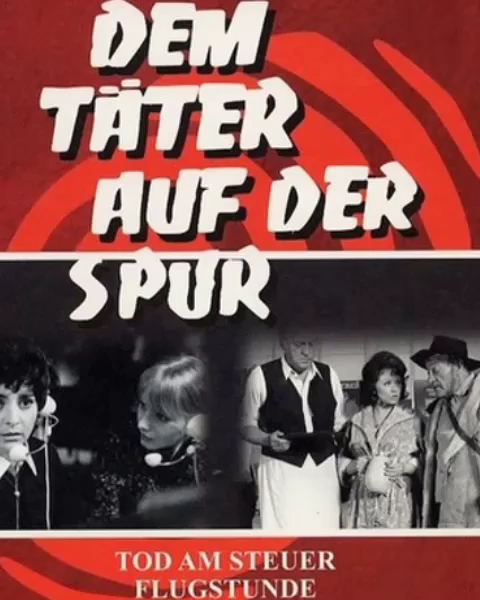 DEM
TÄTER
AUF DER
SPUR
TOD AM STEUER
FLUGSTUNDE